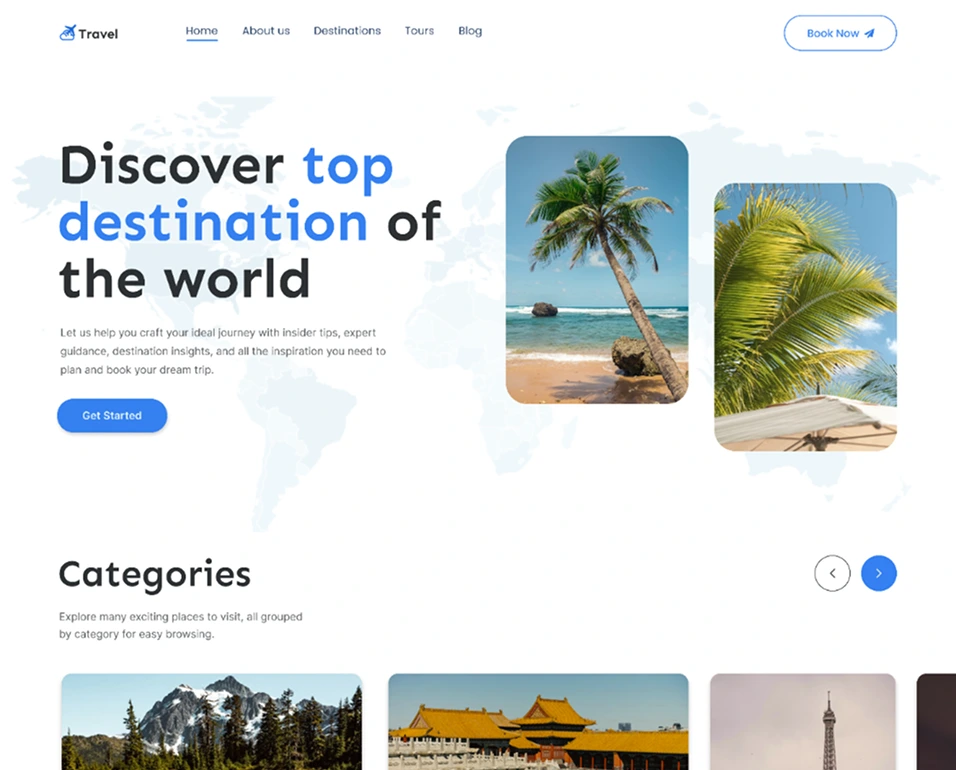 Travel
Home
About us
Destinations
Tours
Blog
Book Now
Discover top
destination of
the world
Let us help you craft your ideal journey with insider tips, expert
guidance, destination insights, and all the inspiration you need to
plan and book your dream trip.
Get Started
Categories
Explore many exciting places to visit, all grouped
by category for easy browsing.